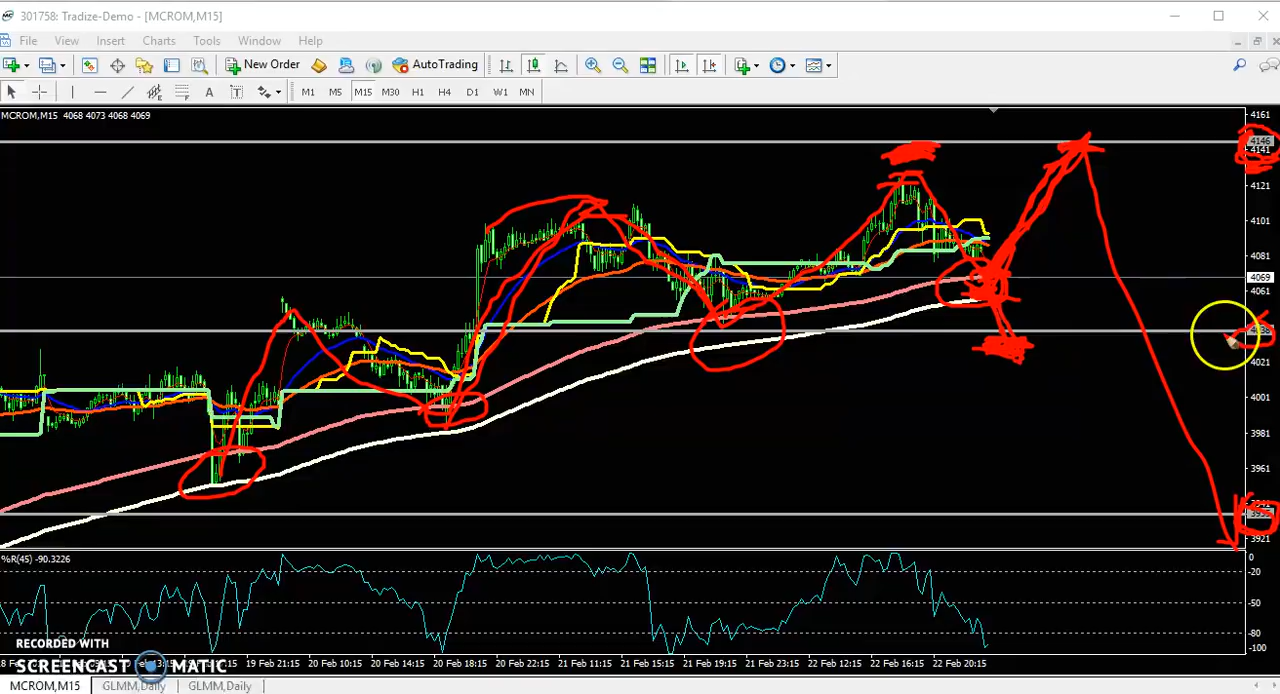 301758: Tradize-Demo - [MCROM,M15]
File View Insert Charts Tools Window Help
New Order AutoTrading
A T M1 M5 M15 M30 H1 H4 D1 W1 MN
MCROM,M15 4068 4073 4068 4069
4161
4146
4141
4121
4101
4081
4069
4061
4021
4001
3981
3961
3941
3921
%R(45) -90.3226
0
-20
-50
-80
-100
RECORDED WITH
SCREENCAST MATIC
19 Feb 21:15 20 Feb 10:15 20 Feb 14:15 20 Feb 18:15 20 Feb 22:15 21 Feb 11:15 21 Feb 15:15 21 Feb 19:15 21 Feb 23:15 22 Feb 12:15 22 Feb 16:15 22 Feb 20:15
MCROM,M15 GLMM,Daily GLMM,Daily